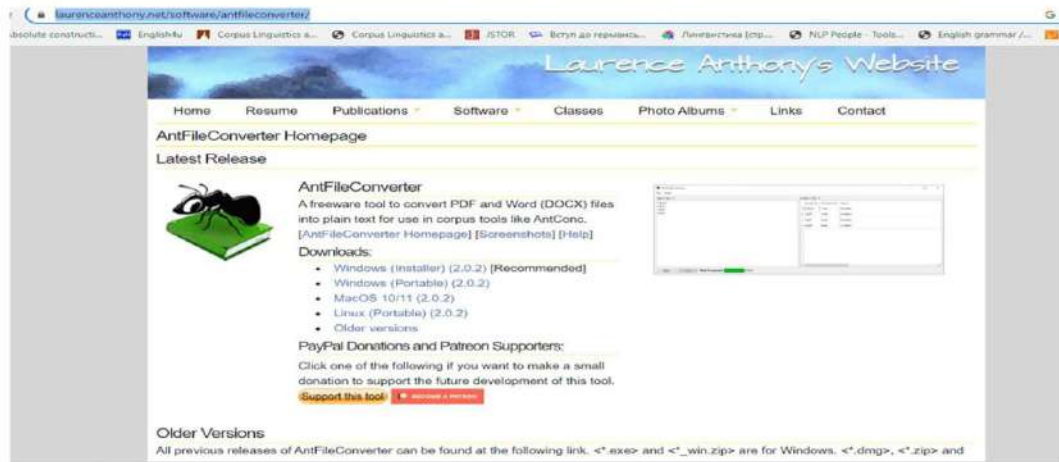 laurenceanthony.net/software/antfileconverter/
Absolute constructi... English4u Corpus Linguistics a... Corpus Linguistics a... JSTOR Вступ до германсь... Лингвистика [стр... NLP People - Tools... English grammar /...
Laurence Anthony's Website
Home Resume Publications Software Classes Photo Albums Links Contact
AntFileConverter Homepage
Latest Release
AntFileConverter
A freeware tool to convert PDF and Word (DOCX) files
into plain text for use in corpus tools like AntConc.
[AntFileConverter Homepage] [Screenshots] [Help]
Downloads:
• Windows (Installer) (2.0.2) [Recommended]
• Windows (Portable) (2.0.2)
• MacOS 10/11 (2.0.2)
• Linux (Portable) (2.0.2)
• Older versions
PayPal Donations and Patreon Supporters:
Click one of the following if you want to make a small
donation to support the future development of this tool.
Support this tool BECOME A PATRON
Older Versions
All previous releases of AntFileConverter can be found at the following link. <*.exe> and <*_win.zip> are for Windows. <*.dmg>, <*.zip> and